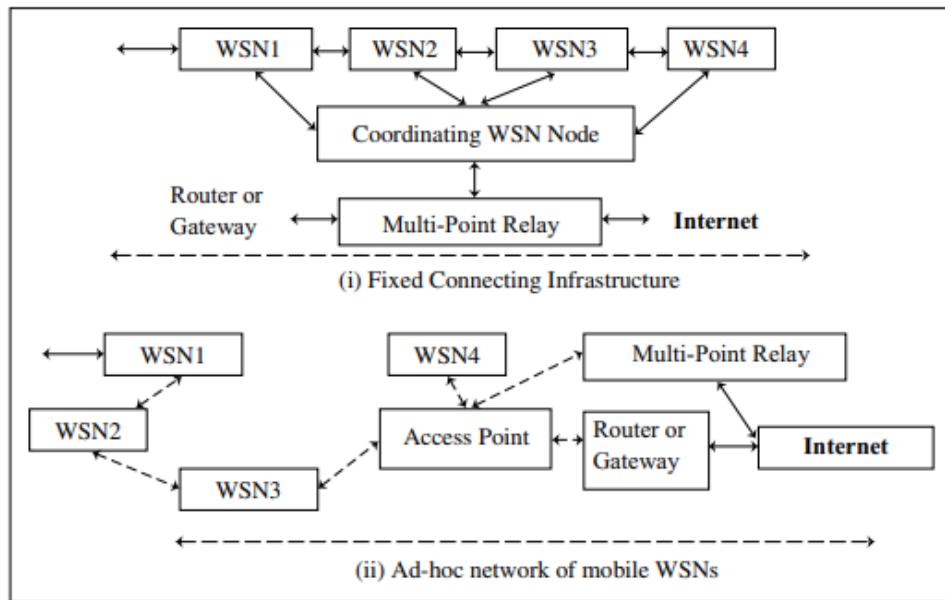 WSN1
WSN2
WSN3
WSN4
Coordinating WSN Node
Router or
Gateway
Multi-Point Relay
Internet
(i) Fixed Connecting Infrastructure
WSN1
WSN4
Multi-Point Relay
WSN2
Access Point
Router or
Gateway
Internet
WSN3
(ii) Ad-hoc network of mobile WSNs